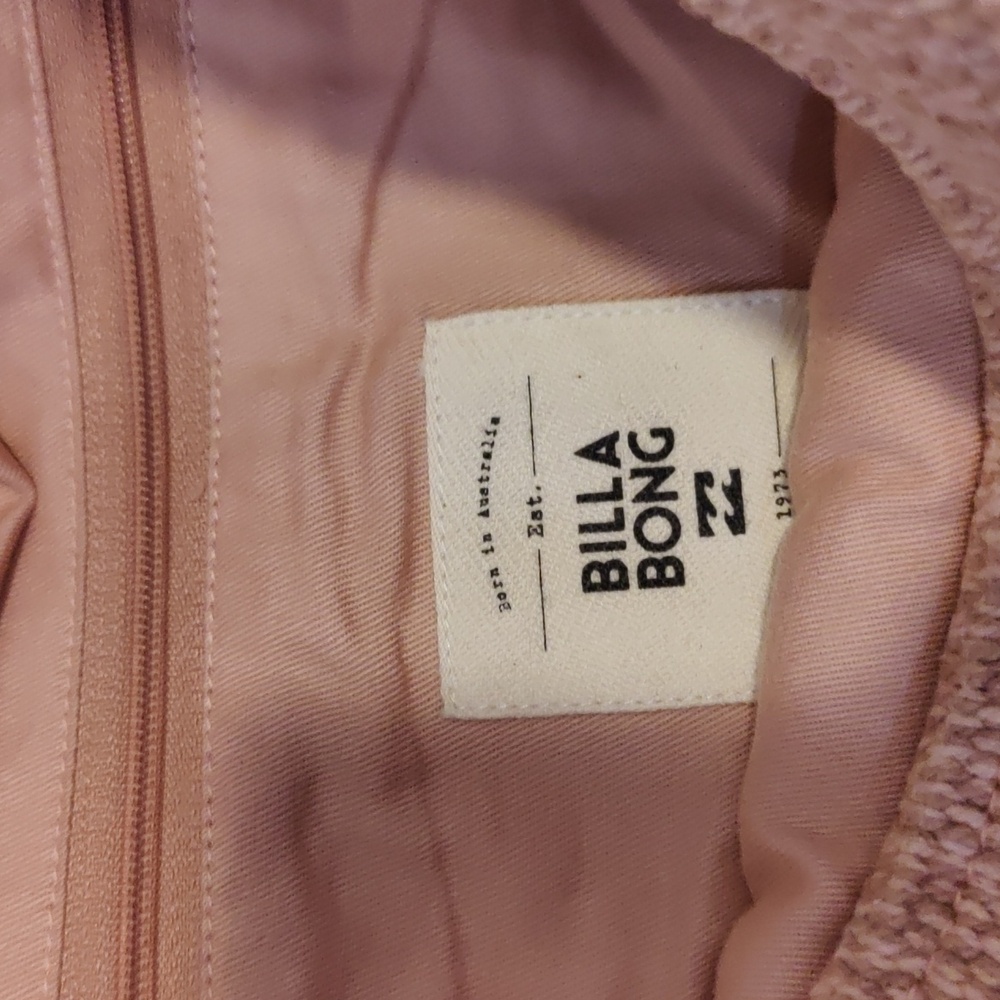 Born in Australia
Est.
BILLA
BONG
1973